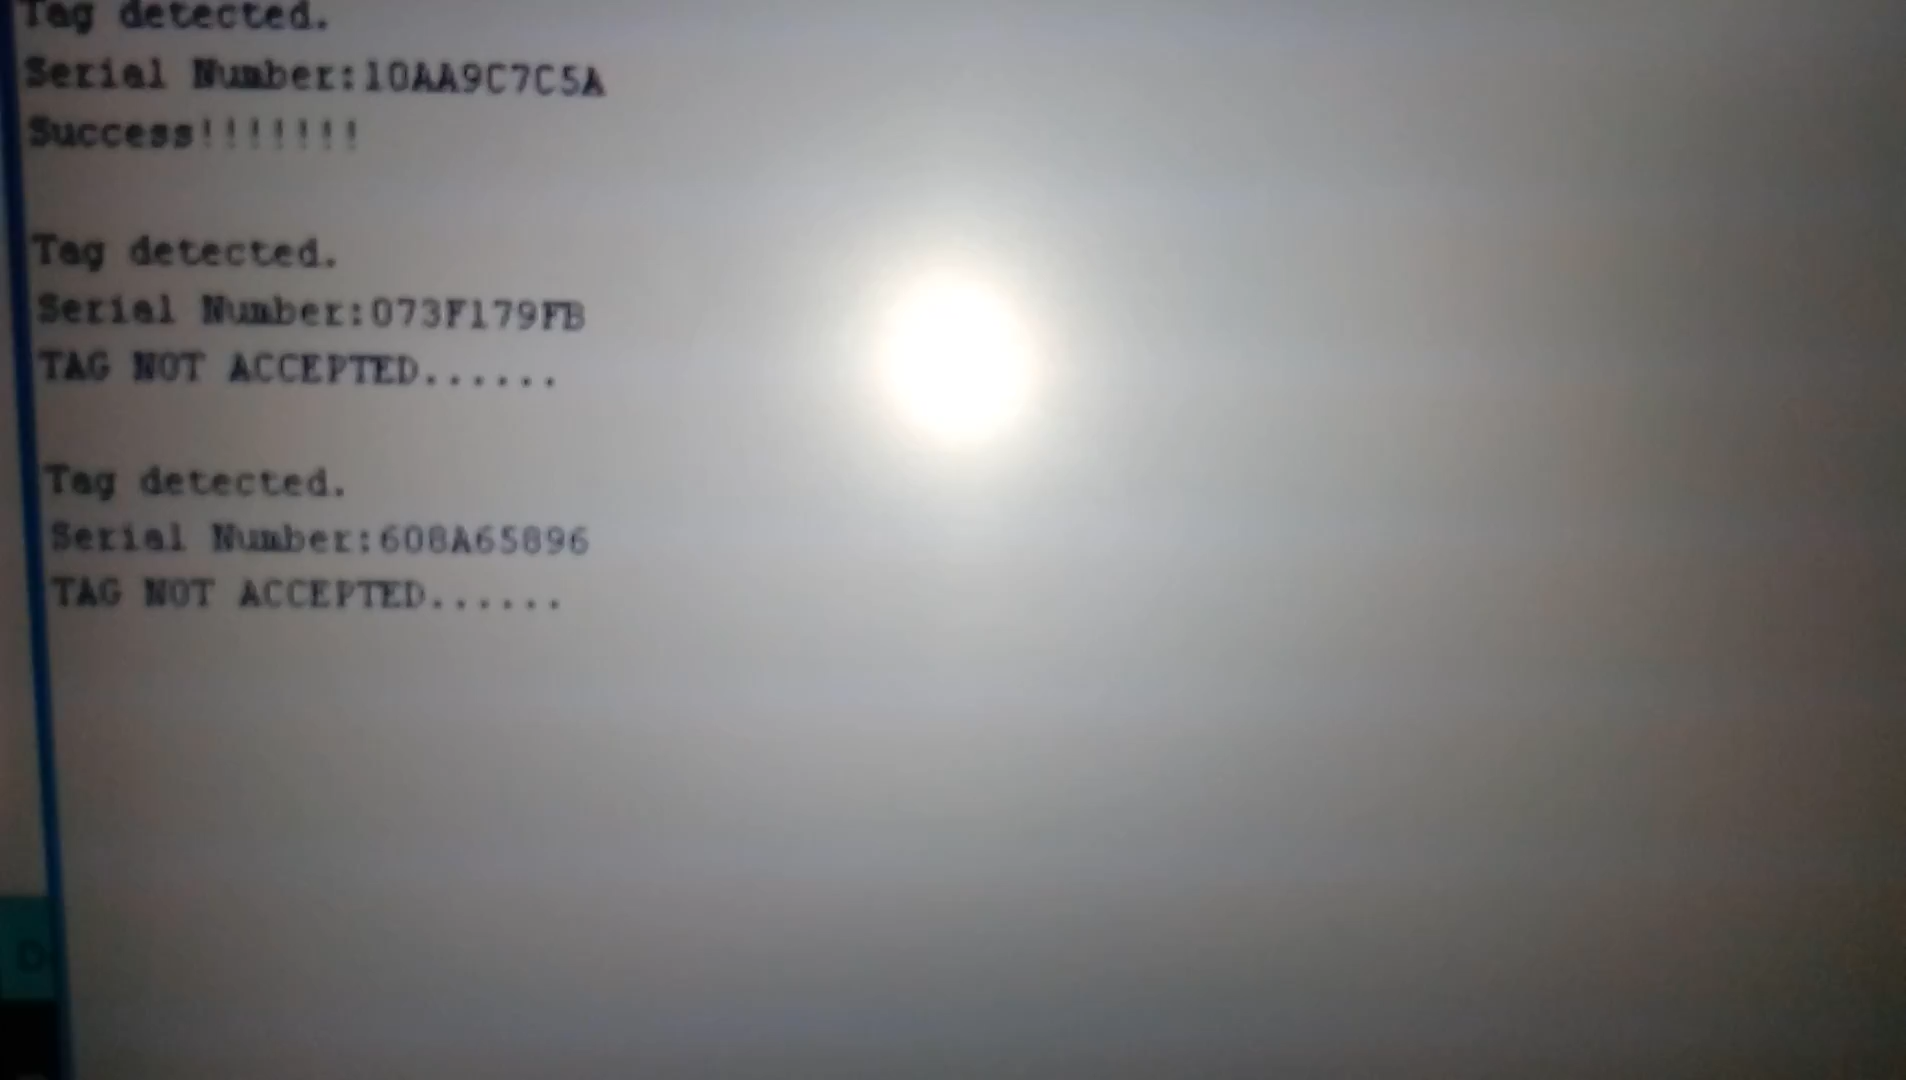 Tag detected.
Serial Number:10AA9C7C5A
Success!!!!!!!
Tag detected.
Serial Number:073F179FB
TAG NOT ACCEPTED......
Tag detected.
Serial Number:608A65896
TAG NOT ACCEPTED......